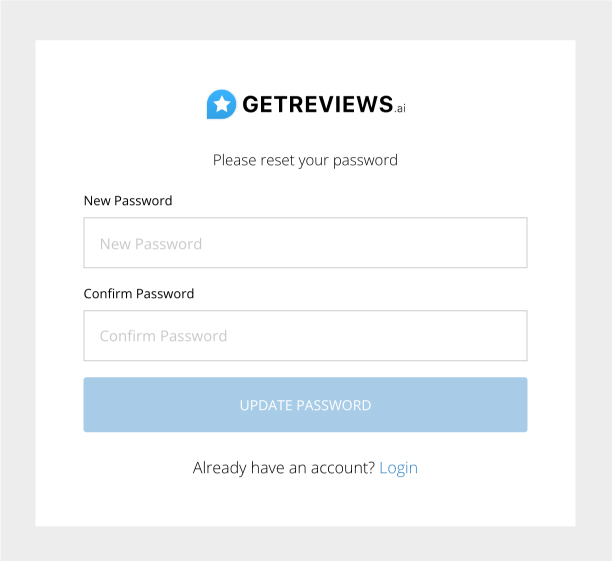 GETREVIEWS.ai
Please reset your password
New Password
New Password
Confirm Password
Confirm Password
UPDATE PASSWORD
Already have an account? Login